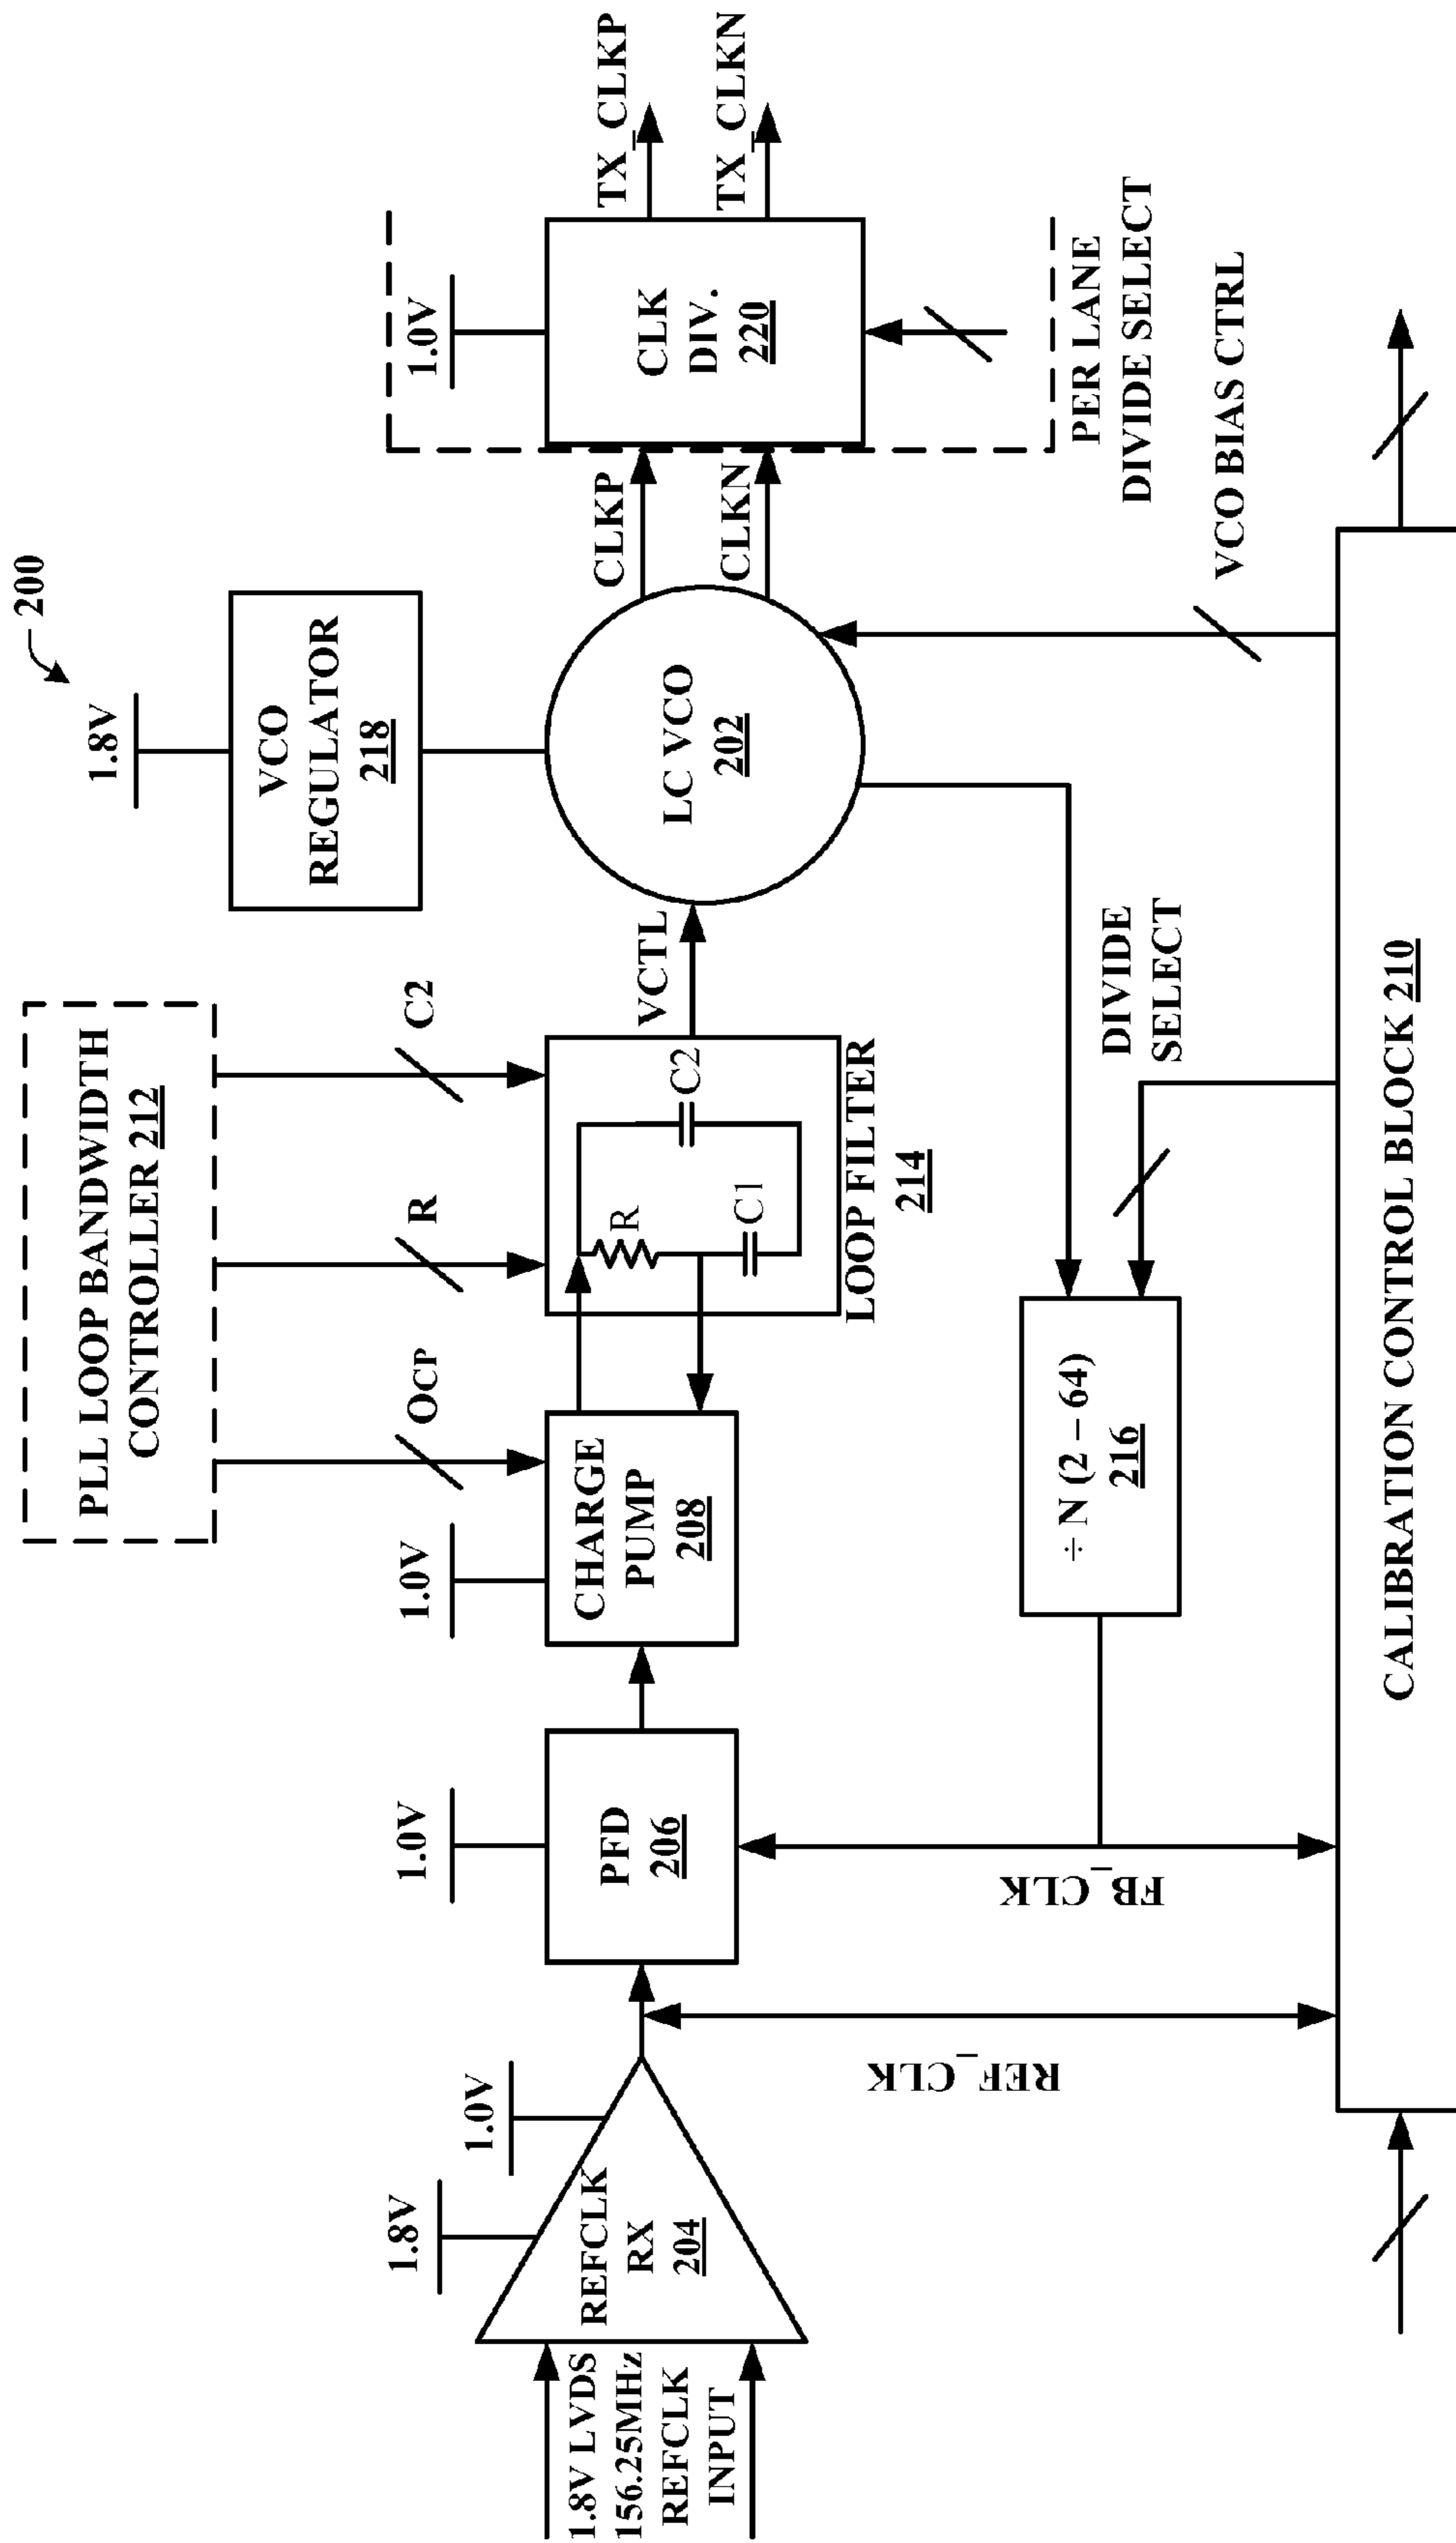 200
PLL LOOP BANDWIDTH
CONTROLLER 212
1.8V
VCO
REGULATOR
218
OCP
R
C2
1.8V
1.0V
1.0V
1.0V
1.0V
1.8V LVDS
156.25MHz
REFCLK
INPUT
REFCLK
RX
204
PFD
206
CHARGE
PUMP
208
R
C1
C2
LOOP FILTER
214
VCTL
LC VCO
202
CLKP
CLKN
CLK
DIV.
220
TX_CLKP
TX_CLKN
PER LANE
DIVIDE SELECT
REF_CLK
FB_CLK
÷ N (2 – 64)
216
DIVIDE
SELECT
VCO BIAS CTRL
CALIBRATION CONTROL BLOCK 210